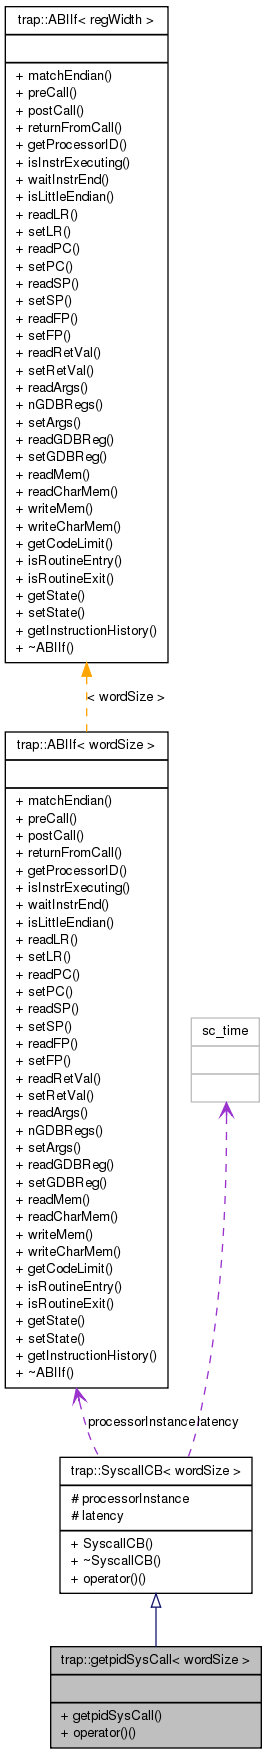 trap::ABIIf< regWidth >
+ matchEndian()
+ preCall()
+ postCall()
+ returnFromCall()
+ getProcessorID()
+ isInstrExecuting()
+ waitInstrEnd()
+ isLittleEndian()
+ readLR()
+ setLR()
+ readPC()
+ setPC()
+ readSP()
+ setSP()
+ readFP()
+ setFP()
+ readRetVal()
+ setRetVal()
+ readArgs()
+ nGDBRegs()
+ setArgs()
+ readGDBReg()
+ setGDBReg()
+ readMem()
+ readCharMem()
+ writeMem()
+ writeCharMem()
+ getCodeLimit()
+ isRoutineEntry()
+ isRoutineExit()
+ getState()
+ setState()
+ getInstructionHistory()
+ ~ABIIf()
< wordSize >
trap::ABIIf< wordSize >
+ matchEndian()
+ preCall()
+ postCall()
+ returnFromCall()
+ getProcessorID()
+ isInstrExecuting()
+ waitInstrEnd()
+ isLittleEndian()
+ readLR()
+ setLR()
+ readPC()
+ setPC()
+ readSP()
+ setSP()
+ readFP()
+ setFP()
+ readRetVal()
+ setRetVal()
+ readArgs()
+ nGDBRegs()
+ setArgs()
+ readGDBReg()
+ setGDBReg()
+ readMem()
+ readCharMem()
+ writeMem()
+ writeCharMem()
+ getCodeLimit()
+ isRoutineEntry()
+ isRoutineExit()
+ getState()
+ setState()
+ getInstructionHistory()
+ ~ABIIf()
sc_time
processorInstance
latency
trap::SyscallCB< wordSize >
# processorInstance
# latency
+ SyscallCB()
+ ~SyscallCB()
+ operator()()
trap::getpidSysCall< wordSize >
+ getpidSysCall()
+ operator()()